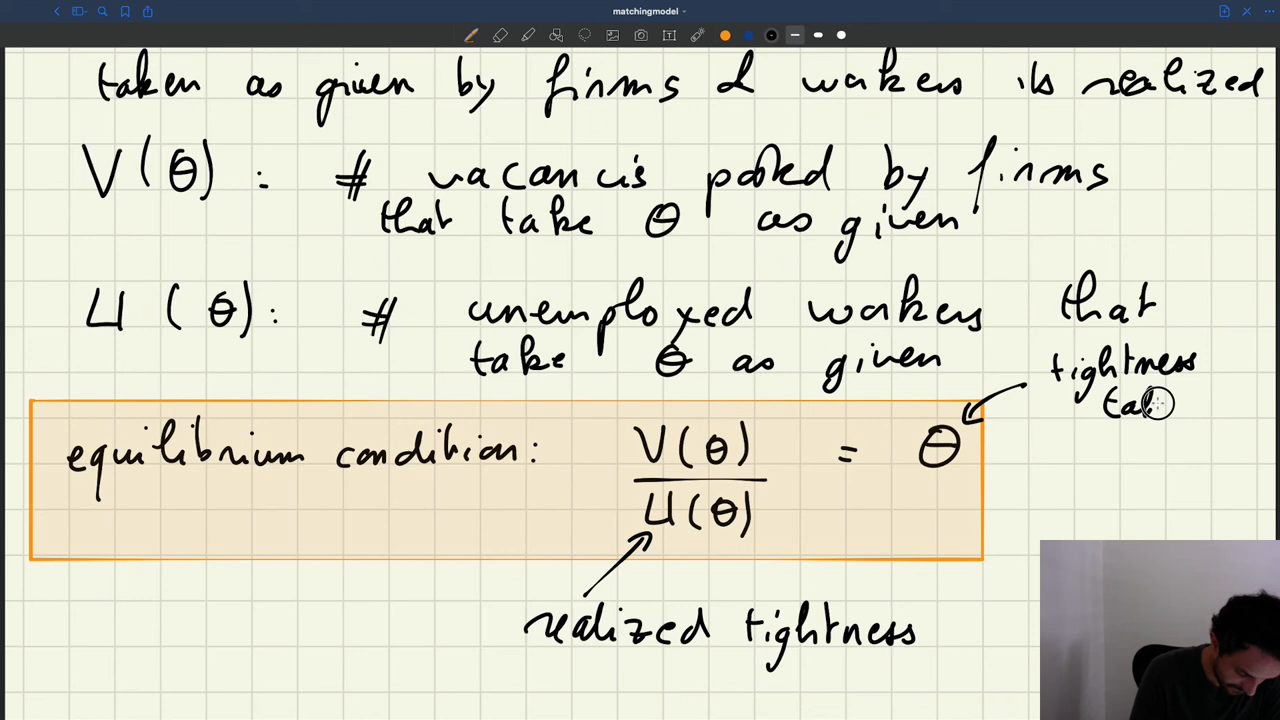 matchingmodel
taken as given by firms & workers is realized
V(θ): # vacancies posted by firms
that take θ as given
U(θ): # unemployed workers that
take θ as given
tightness
ta
equilibrium condition: V(θ) / U(θ) = θ
realized tightness